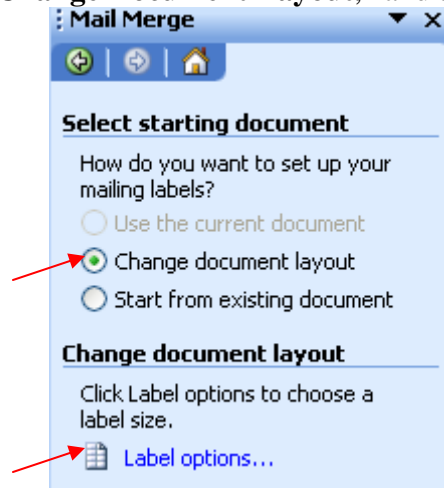 Mail Merge
Select starting document
How do you want to set up your
mailing labels?
Use the current document
Change document layout
Start from existing document
Change document layout
Click Label options to choose a
label size.
Label options...